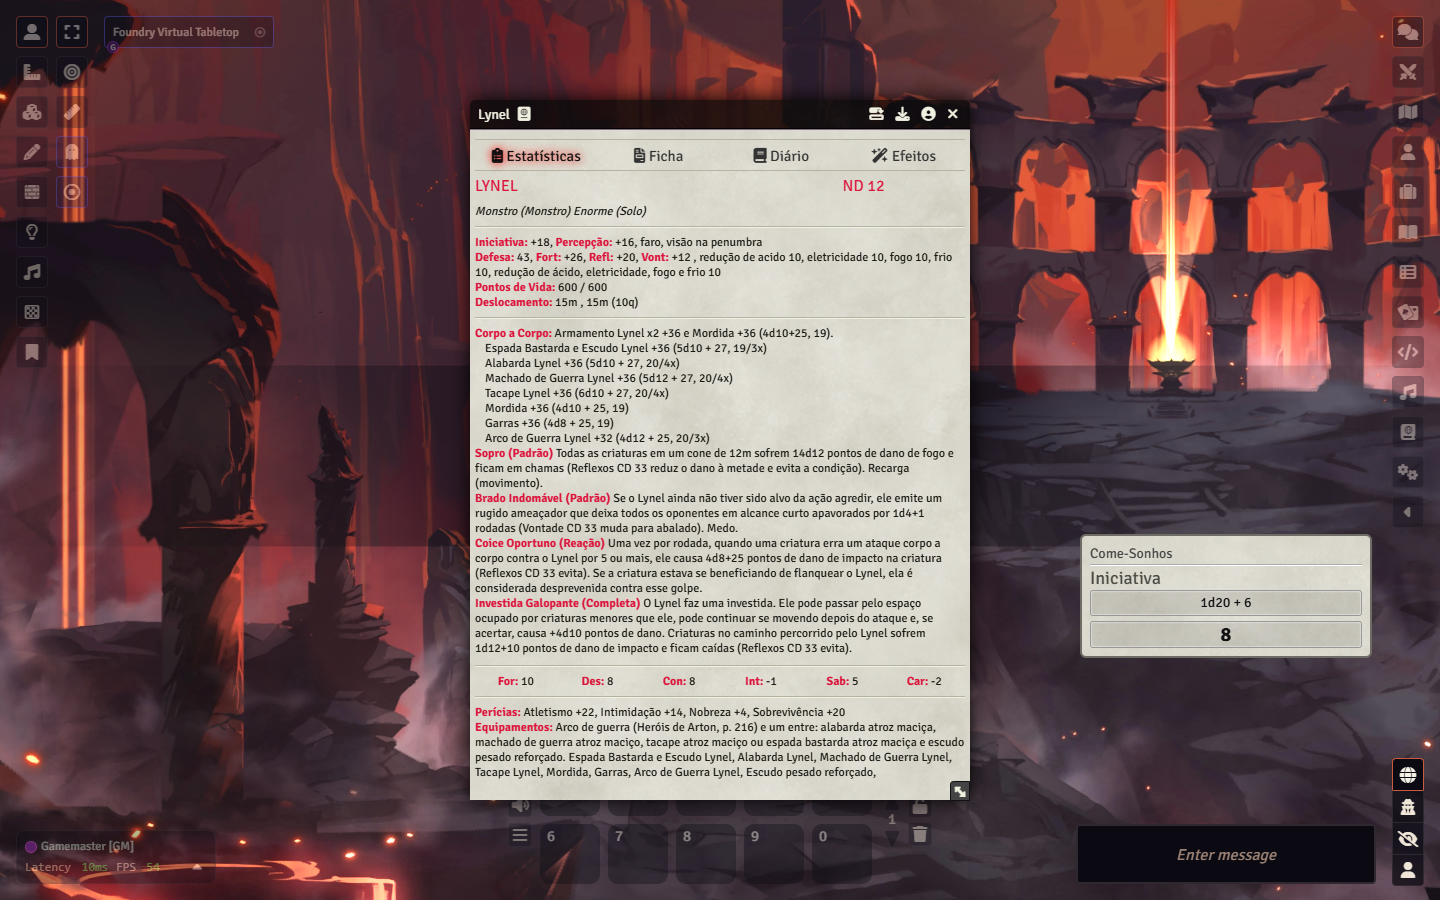 Foundry Virtual Tabletop
G
Lynel
Estatísticas
Ficha
Diário
Efeitos
LYNEL
ND 12
Monstro (Monstro) Enorme (Solo)
Iniciativa: +18, Percepção: +16, faro, visão na penumbra
Defesa: 43, Fort: +26, Refl: +20, Vont: +12 , redução de acido 10, eletricidade 10, fogo 10, frio
10, redução de ácido, eletricidade, fogo e frio 10
Pontos de Vida: 600 / 600
Deslocamento: 15m , 15m (10q)
Corpo a Corpo: Armamento Lynel x2 +36 e Mordida +36 (4d10+25, 19).
Espada Bastarda e Escudo Lynel +36 (5d10 + 27, 19/3x)
Alabarda Lynel +36 (5d10 + 27, 20/4x)
Machado de Guerra Lynel +36 (5d12 + 27, 20/4x)
Tacape Lynel +36 (6d10 + 27, 20/4x)
Mordida +36 (4d10 + 25, 19)
Garras +36 (4d8 + 25, 19)
Arco de Guerra Lynel +32 (4d12 + 25, 20/3x)
Sopro (Padrão) Todas as criaturas em um cone de 12m sofrem 14d12 pontos de dano de fogo e
ficam em chamas (Reflexos CD 33 reduz o dano à metade e evita a condição). Recarga
(movimento).
Brado Indomável (Padrão) Se o Lynel ainda não tiver sido alvo da ação agredir, ele emite um
rugido ameaçador que deixa todos os oponentes em alcance curto apavorados por 1d4+1
rodadas (Vontade CD 33 muda para abalado). Medo.
Coice Oportuno (Reação) Uma vez por rodada, quando uma criatura erra um ataque corpo a
corpo contra o Lynel por 5 ou mais, ele causa 4d8+25 pontos de dano de impacto na criatura
(Reflexos CD 33 evita). Se a criatura estava se beneficiando de flanquear o Lynel, ela é
considerada desprevenida contra esse golpe.
Investida Galopante (Completa) O Lynel faz uma investida. Ele pode passar pelo espaço
ocupado por criaturas menores que ele, pode continuar se movendo depois do ataque e, se
acertar, causa +4d10 pontos de dano. Criaturas no caminho percorrido pelo Lynel sofrem
1d12+10 pontos de dano de impacto e ficam caídas (Reflexos CD 33 evita).
For: 10
Des: 8
Con: 8
Int: -1
Sab: 5
Car: -2
Perícias: Atletismo +22, Intimidação +14, Nobreza +4, Sobrevivência +20
Equipamentos: Arco de guerra (Heróis de Arton, p. 216) e um entre: alabarda atroz maciça,
machado de guerra atroz maciço, tacape atroz maciço ou espada bastarda atroz maciça e escudo
pesado reforçado. Espada Bastarda e Escudo Lynel, Alabarda Lynel, Machado de Guerra Lynel,
Tacape Lynel, Mordida, Garras, Arco de Guerra Lynel, Escudo pesado reforçado,
Come-Sonhos
Iniciativa
1d20 + 6
8
6
7
8
9
0
1
Gamemaster [GM]
Latency 10ms FPS 54
Enter message